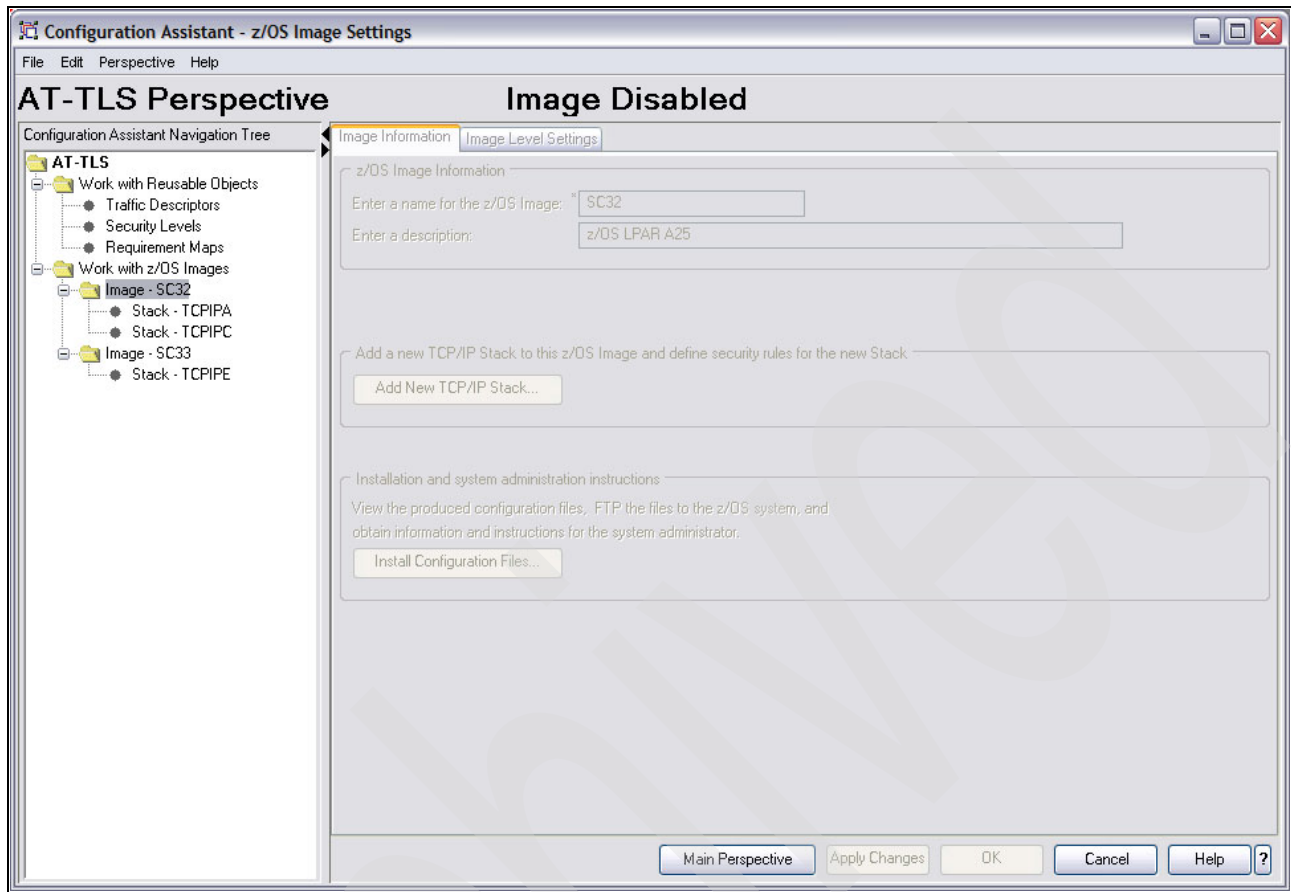 Configuration Assistant - z/OS Image Settings
File Edit Perspective Help
AT-TLS Perspective Image Disabled
Configuration Assistant Navigation Tree
AT-TLS
Work with Reusable Objects
Traffic Descriptors
Security Levels
Requirement Maps
Work with z/OS Images
Image - SC32
Stack - TCPIPA
Stack - TCPIPC
Image - SC33
Stack - TCPIPE
Image Information Image Level Settings
z/OS Image Information
Enter a name for the z/OS Image: * SC32
Enter a description: z/OS LPAR A25
Add a new TCP/IP Stack to this z/OS Image and define security rules for the new Stack
Add New TCP/IP Stack...
Installation and system administration instructions
View the produced configuration files, FTP the files to the z/OS system, and
obtain information and instructions for the system administrator.
Install Configuration Files...
Main Perspective Apply Changes OK Cancel Help ?